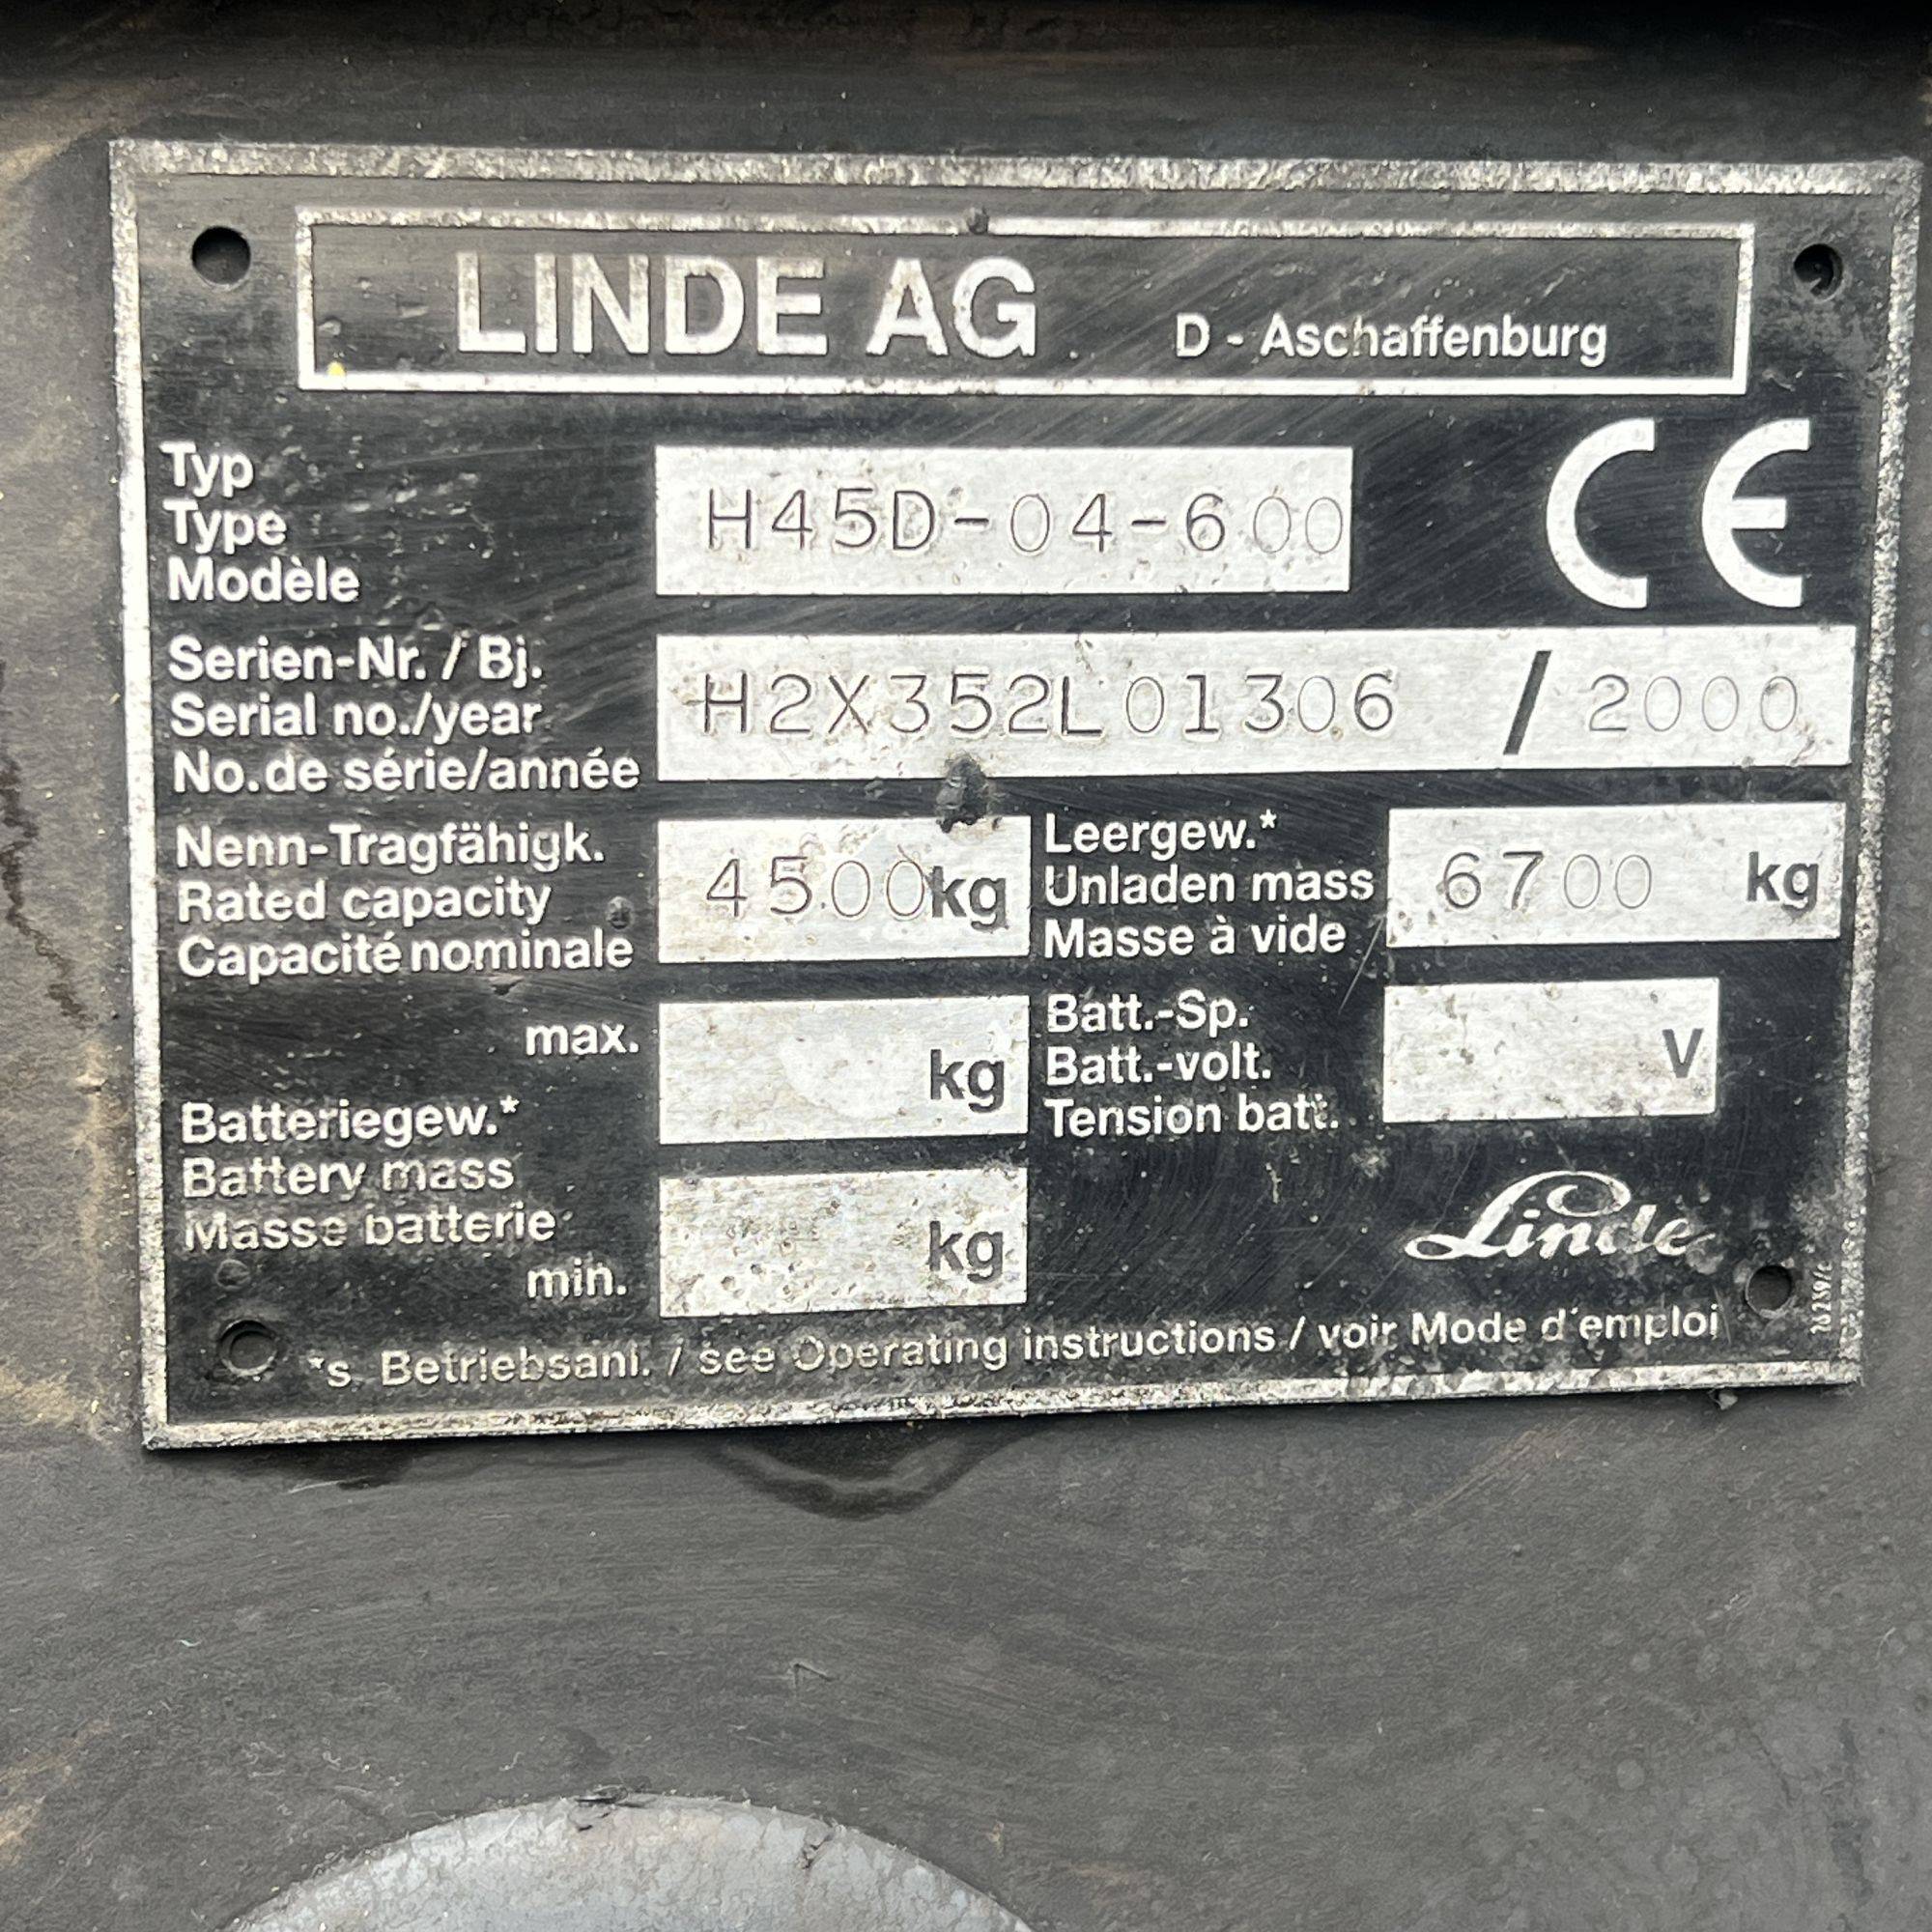 LINDE AG D - Aschaffenburg
Typ
Type
Modèle
H45D-04-600
CE
Serien-Nr. / Bj.
Serial no./year
No.de série/année
H2X352L01306 / 2000
Nenn-Tragfähigk.
Rated capacity
Capacité nominale
4500kg
Leergew.*
Unladen mass
Masse à vide
6700 kg
max.
kg
Batt.-Sp.
Batt.-volt.
Tension batt.
V
Batteriegew.*
Battery mass
Masse batterie
min.
kg
Linde
*s. Betriebsanl. / see Operating instructions / voir Mode d'emploi